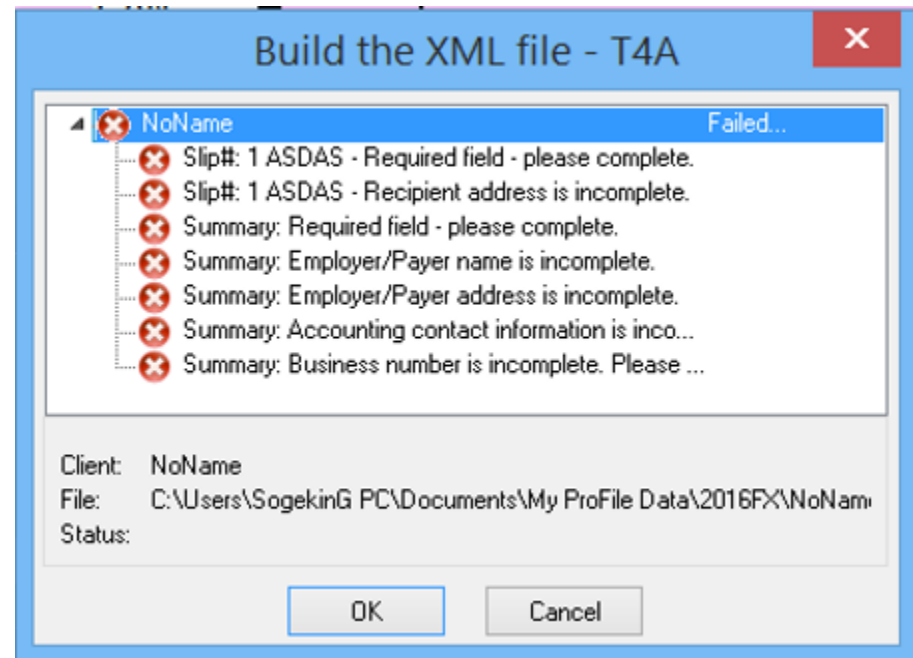 Build the XML file - T4A
NoName Failed...
Slip#: 1 ASDAS - Required field - please complete.
Slip#: 1 ASDAS - Recipient address is incomplete.
Summary: Required field - please complete.
Summary: Employer/Payer name is incomplete.
Summary: Employer/Payer address is incomplete.
Summary: Accounting contact information is inco...
Summary: Business number is incomplete. Please ...
Client: NoName
File: C:\Users\SogekinG PC\Documents\My ProFile Data\2016FX\NoNam
Status:
OK Cancel